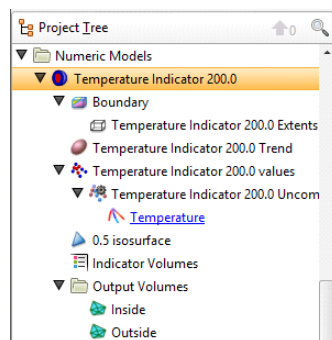 Project Tree
0
Numeric Models
Temperature Indicator 200.0
Boundary
Temperature Indicator 200.0 Extents
Temperature Indicator 200.0 Trend
Temperature Indicator 200.0 values
Temperature Indicator 200.0 Uncom
Temperature
0.5 isosurface
Indicator Volumes
Output Volumes
Inside
Outside